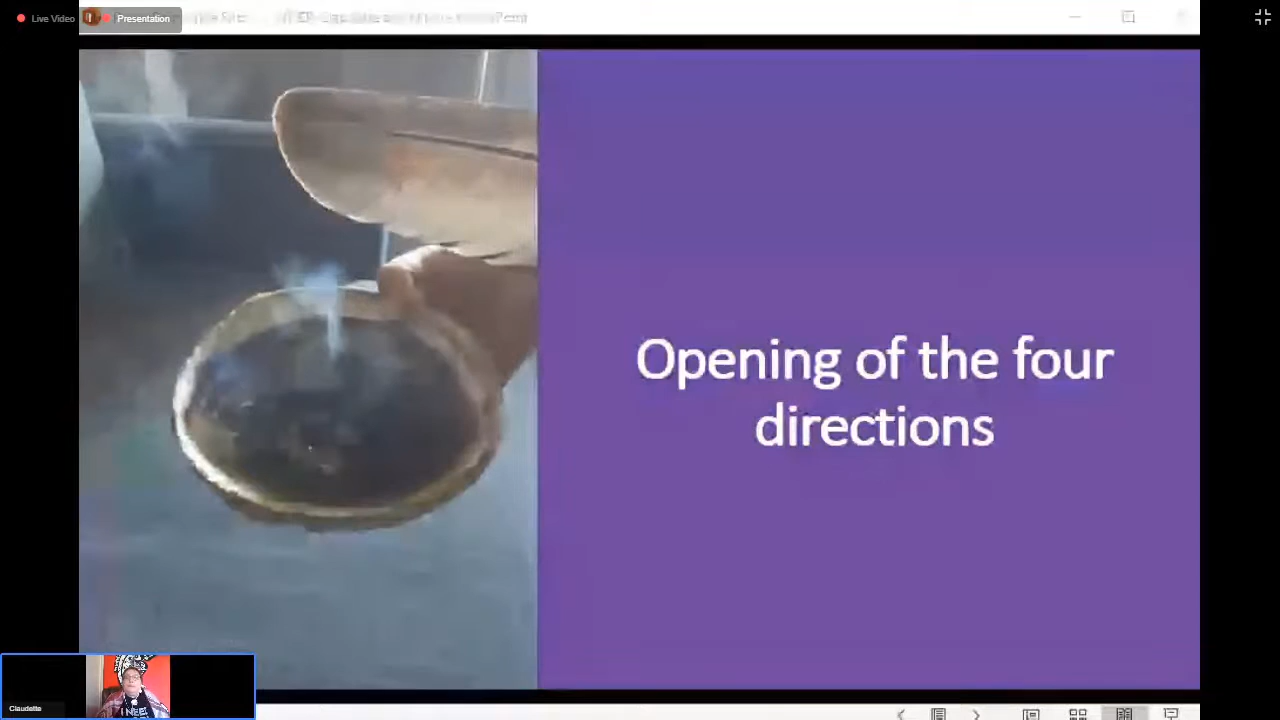 Live Video
Presentation
Opening of the four
directions
Claudette